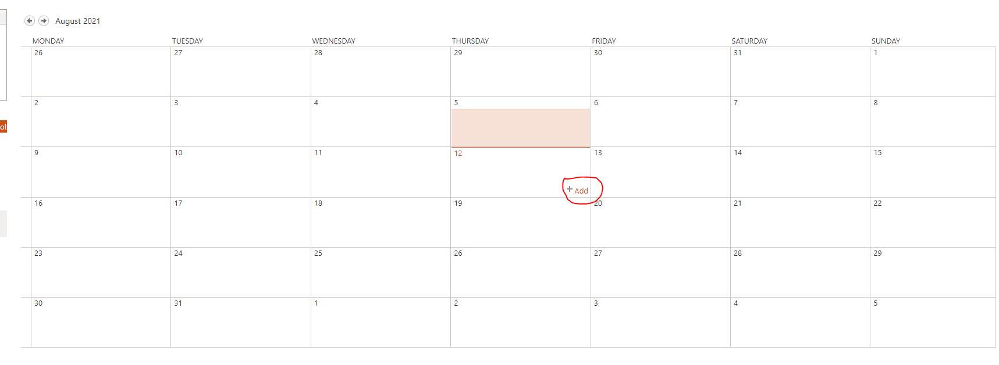 August 2021
MONDAY TUESDAY WEDNESDAY THURSDAY FRIDAY SATURDAY SUNDAY
26 27 28 29 30 31 1
2 3 4 5 6 7 8
ol
9 10 11 12 13 14 15
+ Add
16 17 18 19 20 21 22
23 24 25 26 27 28 29
30 31 1 2 3 4 5